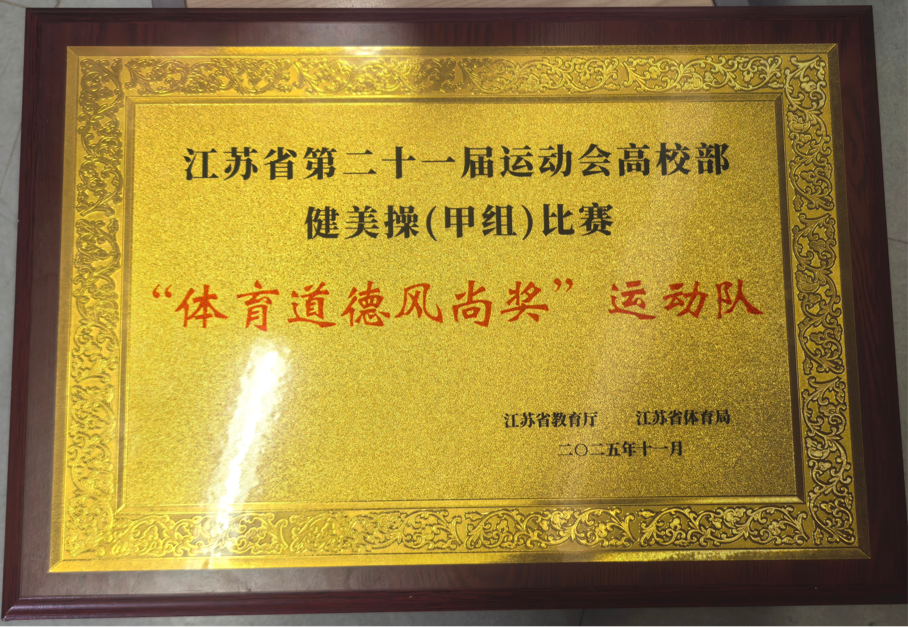 江苏省第二十一届运动会高校部
健美操(甲组)比赛
“体育道德风尚奖”运动队
江苏省教育厅 江苏省体育局
二〇二五年十一月